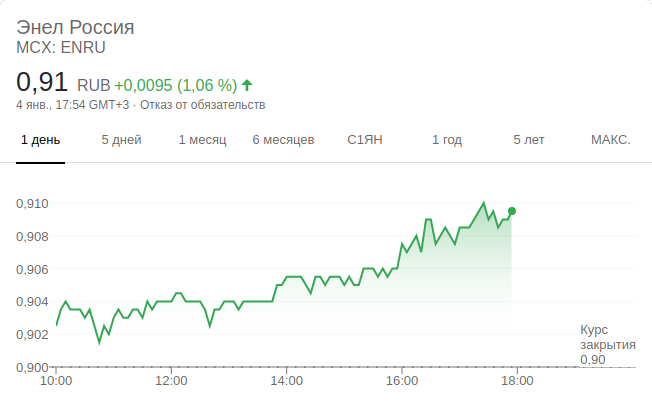 Энел Россия
MCX: ENRU
0,91 RUB +0,0095 (1,06 %)
4 янв., 17:54 GMT+3 · Отказ от обязательств
1 день 5 дней 1 месяц 6 месяцев С1ЯН 1 год 5 лет МАКС.
0,910
0,908
0,906
0,904
0,902
0,900
Курс
закрытия
0,90
10:00 12:00 14:00 16:00 18:00